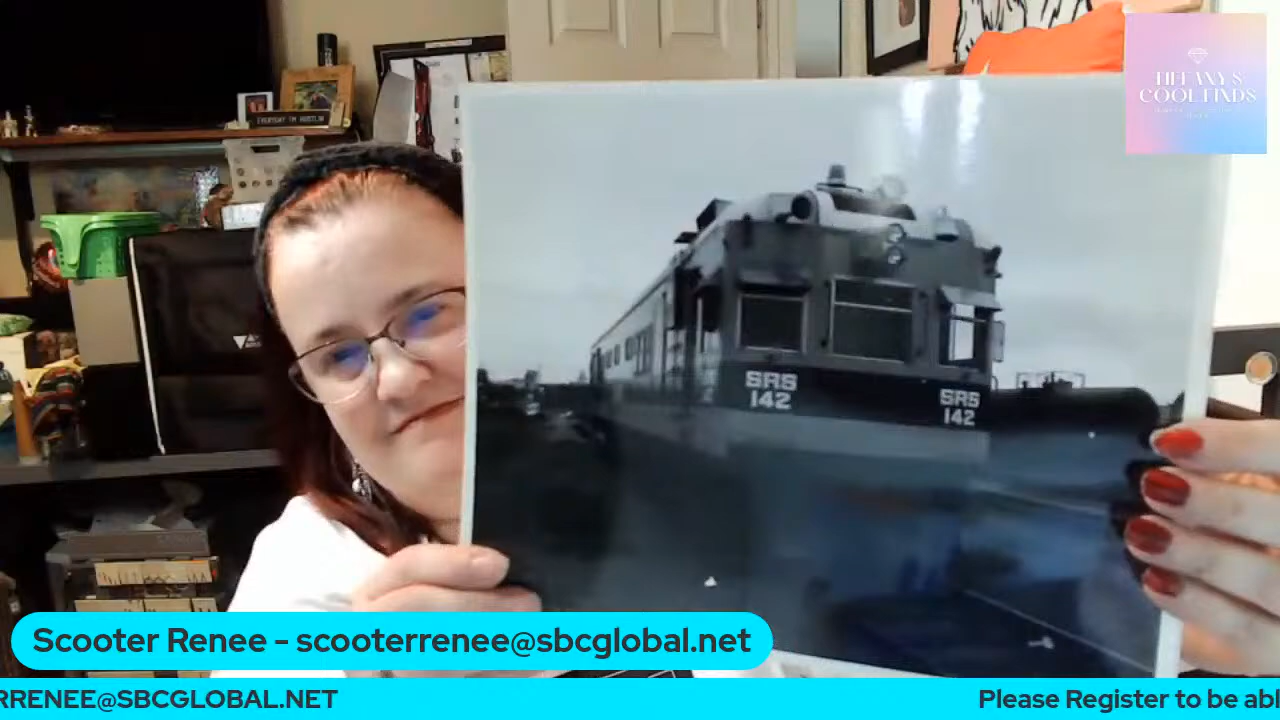 TIFFANY'S
COOL FINDS
EVERYDAY I'M HUSTLIN'
SRS
142
SRS
142
Scooter Renee - scooterrenee@sbcglobal.net
RRENEE@SBCGLOBAL.NET
Please Register to be abl